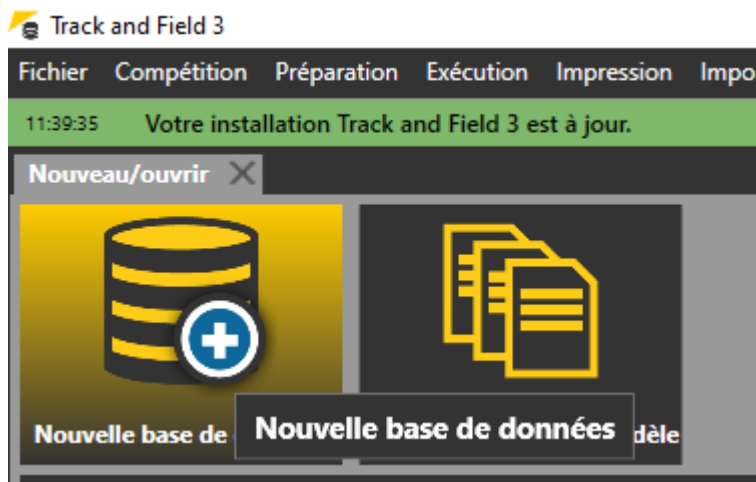 Track and Field 3
Fichier Compétition Préparation Exécution Impression Impo
11:39:35 Votre installation Track and Field 3 est à jour.
Nouveau/ouvrir
Nouvelle base de
Nouvelle base de données
dèle